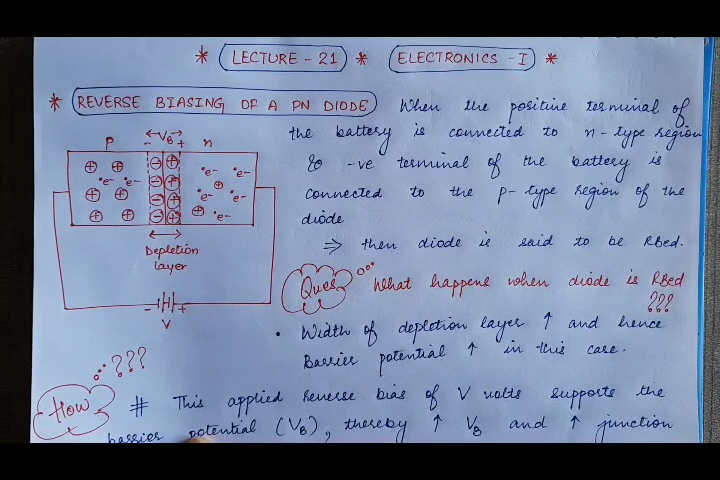 * LECTURE - 21 * ELECTRONICS - I *
* REVERSE BIASING OF A PN DIODE When the positive terminal of
the battery is connected to n-type region
& -ve terminal of the battery is
connected to the p-type region of the
diode
⇒ then diode is said to be RBed.
P - VB + n
Depletion
layer
- +
V
Ques What happens when diode is RBed
???
• Width of depletion layer ↑ and hence
Barrier potential ↑ in this case.
How ???
# This applied reverse bias of V volts supports the
barrier potential (VB), thereby ↑ VB and ↑ junction